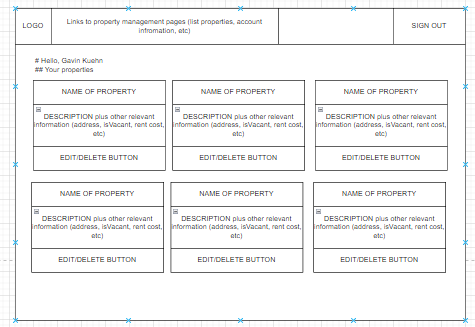 LOGO
Links to property management pages (list properties, account
infromation, etc)
SIGN OUT
# Hello, Gavin Kuehn
## Your properties
NAME OF PROPERTY
DESCRIPTION plus other relevant
information (address, isVacant, rent cost,
etc)
EDIT/DELETE BUTTON
NAME OF PROPERTY
DESCRIPTION plus other relevant
information (address, isVacant, rent cost,
etc)
EDIT/DELETE BUTTON
NAME OF PROPERTY
DESCRIPTION plus other relevant
information (address, isVacant, rent cost,
etc)
EDIT/DELETE BUTTON
NAME OF PROPERTY
DESCRIPTION plus other relevant
information (address, isVacant, rent cost,
etc)
EDIT/DELETE BUTTON
NAME OF PROPERTY
DESCRIPTION plus other relevant
information (address, isVacant, rent cost,
etc)
EDIT/DELETE BUTTON
NAME OF PROPERTY
DESCRIPTION plus other relevant
information (address, isVacant, rent cost,
etc)
EDIT/DELETE BUTTON